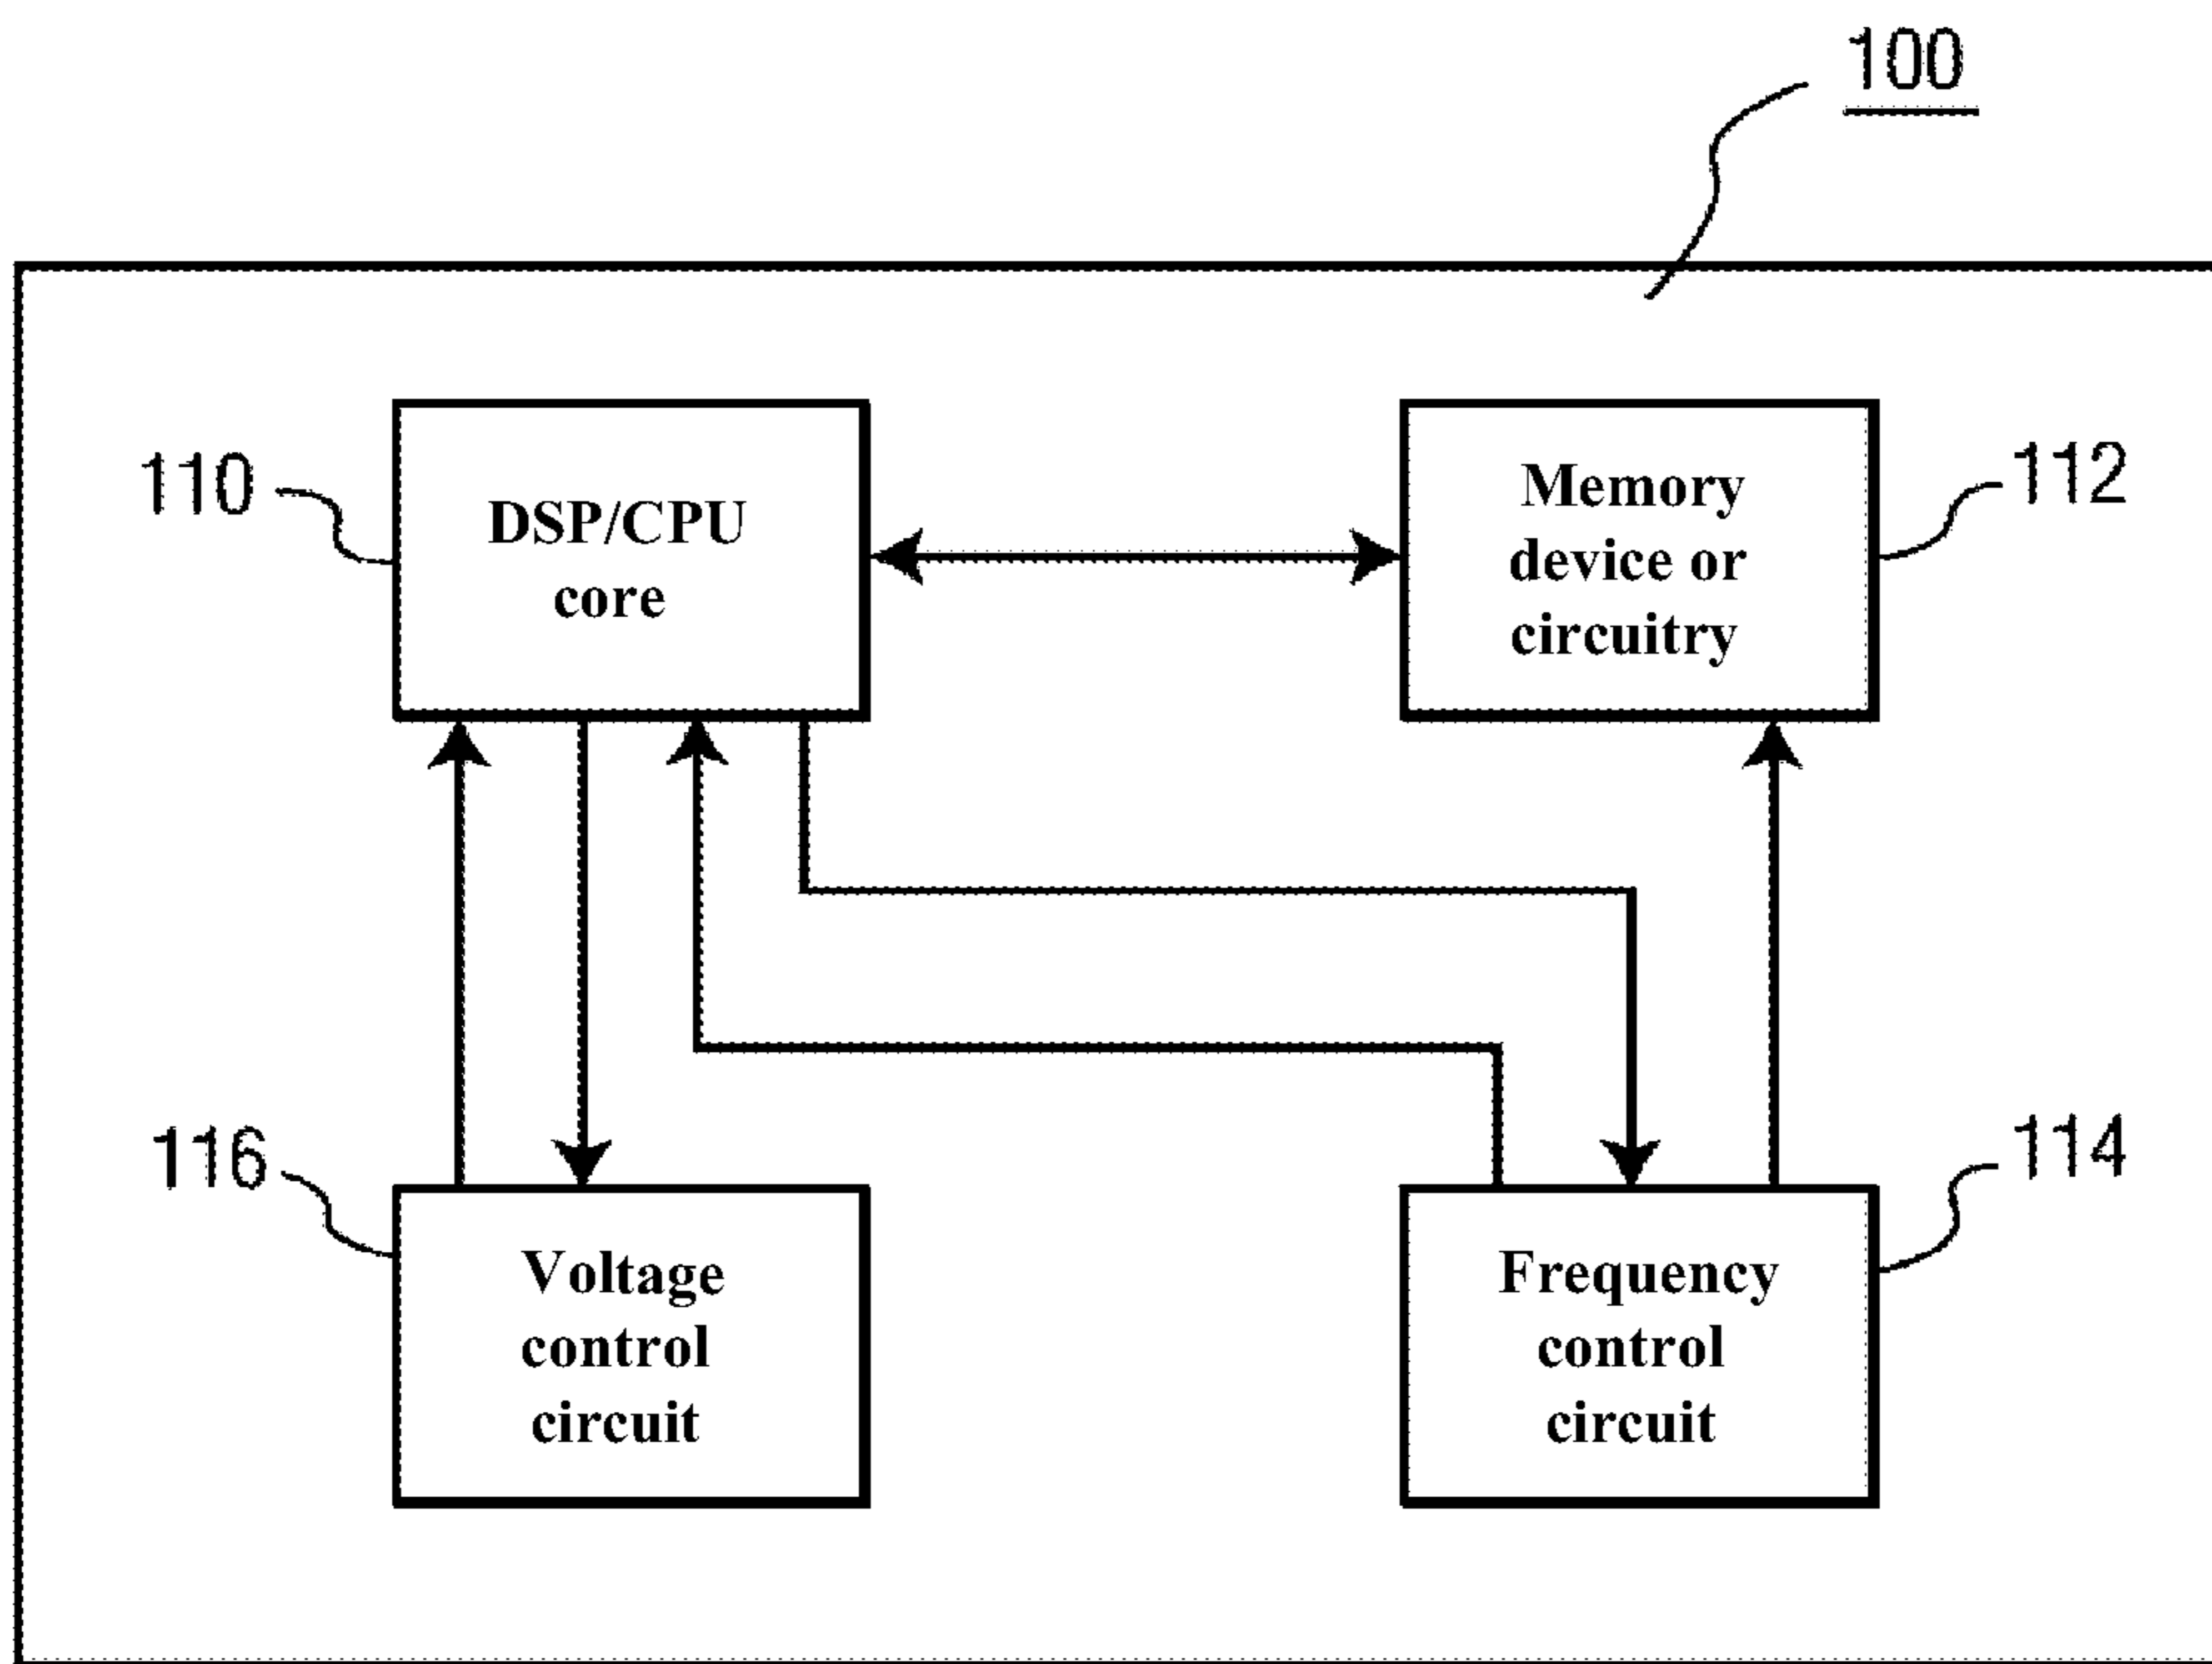 100
110
DSP/CPU
core
Memory
device or
circuitry
112
116
Voltage
control
circuit
Frequency
control
circuit
114